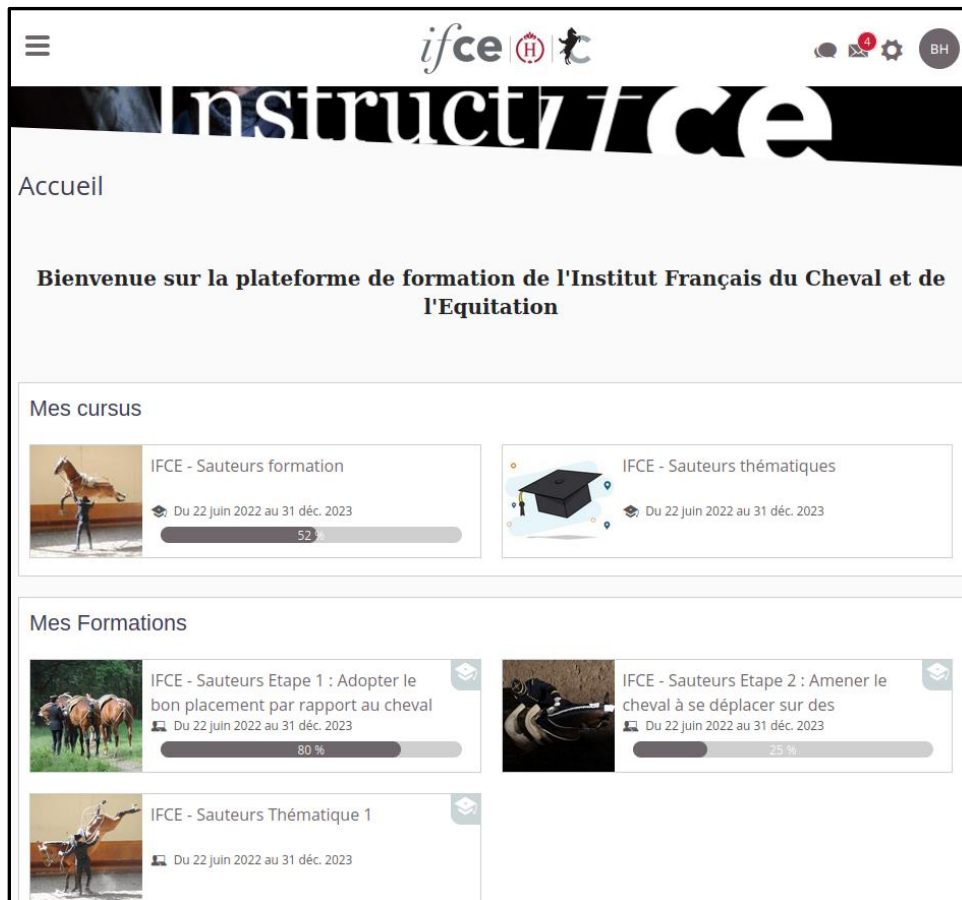 ifce H C
4
BH
Instructifce
Accueil
Bienvenue sur la plateforme de formation de l'Institut Français du Cheval et de
l'Equitation
Mes cursus
IFCE - Sauteurs formation
Du 22 juin 2022 au 31 déc. 2023
52 %
IFCE - Sauteurs thématiques
Du 22 juin 2022 au 31 déc. 2023
Mes Formations
IFCE - Sauteurs Etape 1 : Adopter le
bon placement par rapport au cheval
Du 22 juin 2022 au 31 déc. 2023
80 %
IFCE - Sauteurs Etape 2 : Amener le
cheval à se déplacer sur des
Du 22 juin 2022 au 31 déc. 2023
25 %
IFCE - Sauteurs Thématique 1
Du 22 juin 2022 au 31 déc. 2023